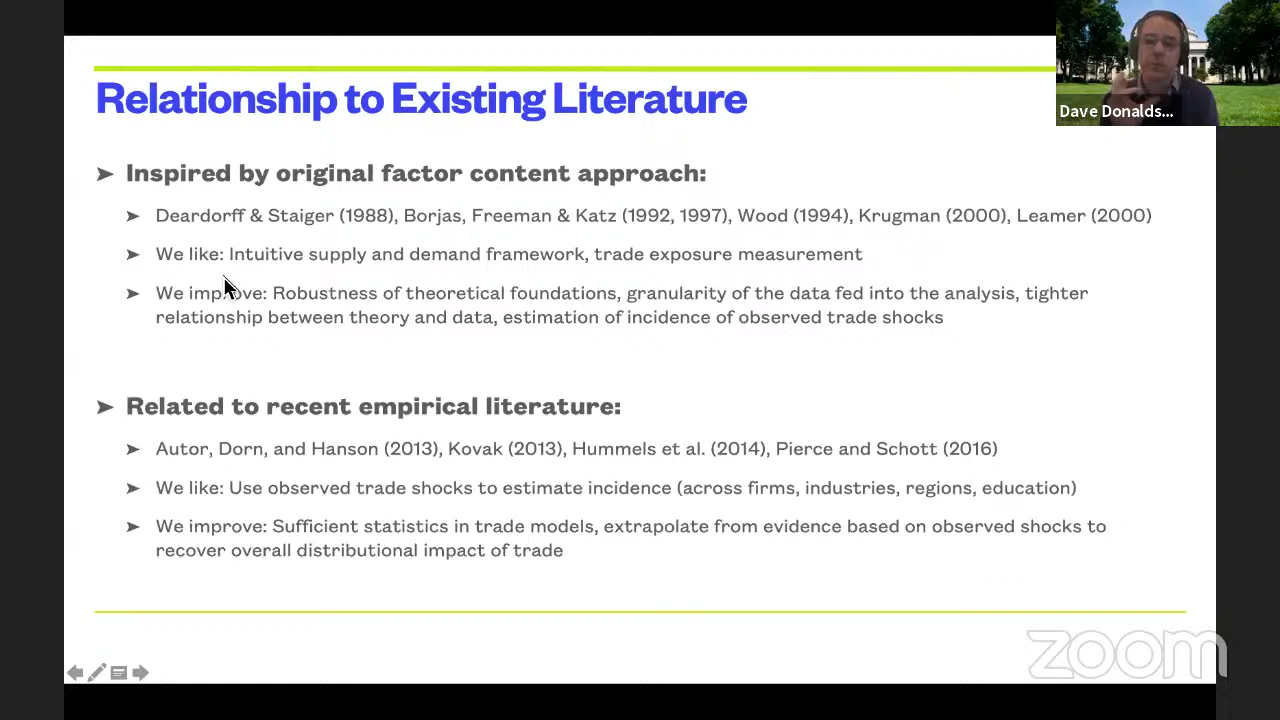 Dave Donalds...
Relationship to Existing Literature
➤ Inspired by original factor content approach:
➤ Deardorff & Staiger (1988), Borjas, Freeman & Katz (1992, 1997), Wood (1994), Krugman (2000), Leamer (2000)
➤ We like: Intuitive supply and demand framework, trade exposure measurement
➤ We improve: Robustness of theoretical foundations, granularity of the data fed into the analysis, tighter
relationship between theory and data, estimation of incidence of observed trade shocks
➤ Related to recent empirical literature:
➤ Autor, Dorn, and Hanson (2013), Kovak (2013), Hummels et al. (2014), Pierce and Schott (2016)
➤ We like: Use observed trade shocks to estimate incidence (across firms, industries, regions, education)
➤ We improve: Sufficient statistics in trade models, extrapolate from evidence based on observed shocks to
recover overall distributional impact of trade
zoom